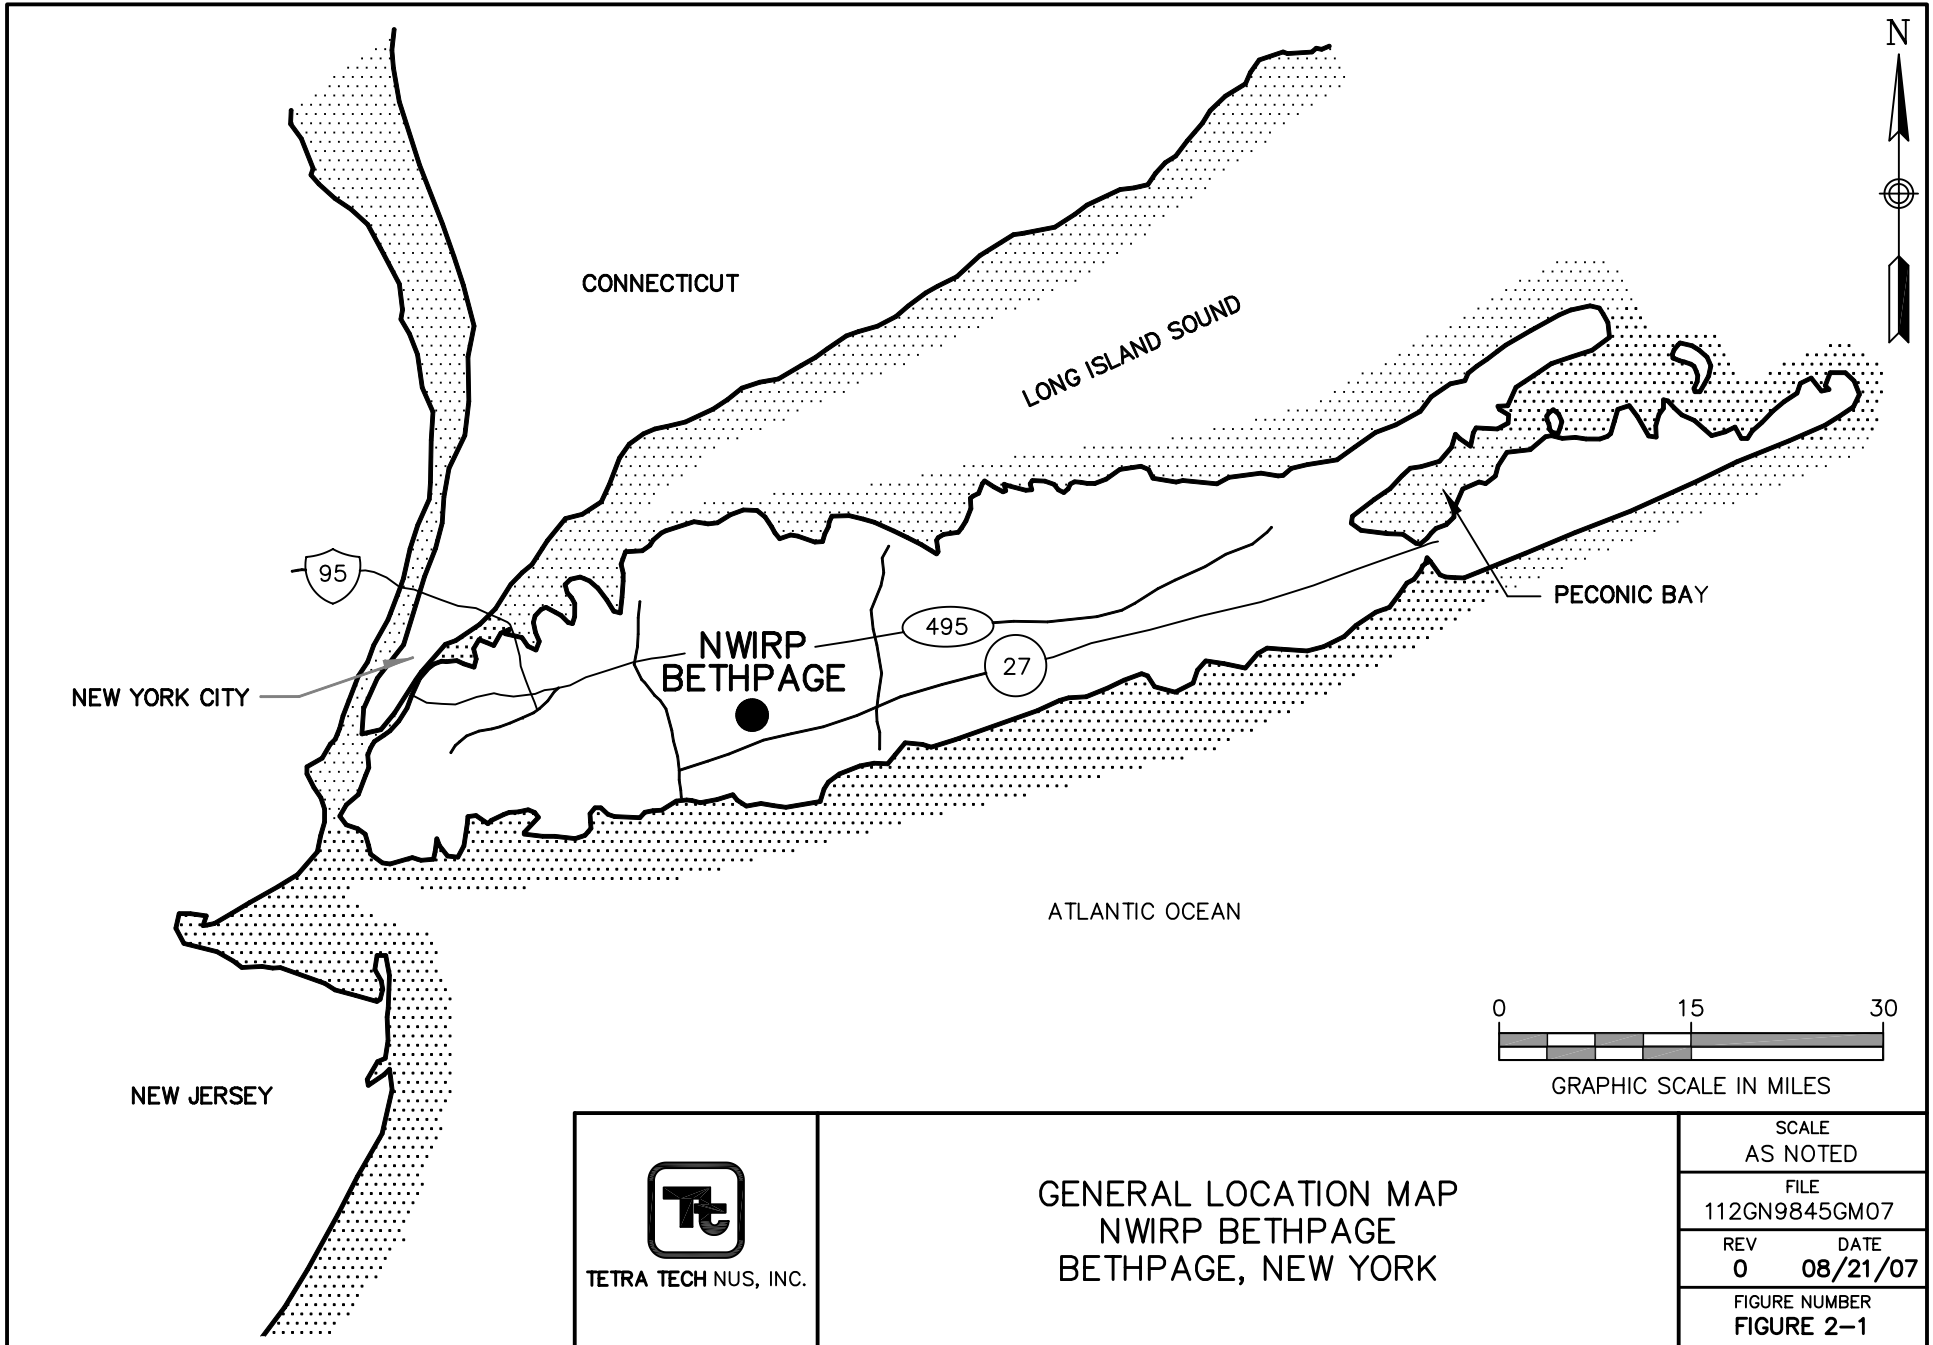 N
CONNECTICUT
LONG ISLAND SOUND
95
495
27
NWIRP
BETHPAGE
PECONIC BAY
NEW YORK CITY
ATLANTIC OCEAN
NEW JERSEY
0 15 30
GRAPHIC SCALE IN MILES
Tt
TETRA TECH NUS, INC.
GENERAL LOCATION MAP
NWIRP BETHPAGE
BETHPAGE, NEW YORK
SCALE
AS NOTED
FILE
112GN9845GM07
REV DATE
0 08/21/07
FIGURE NUMBER
FIGURE 2-1